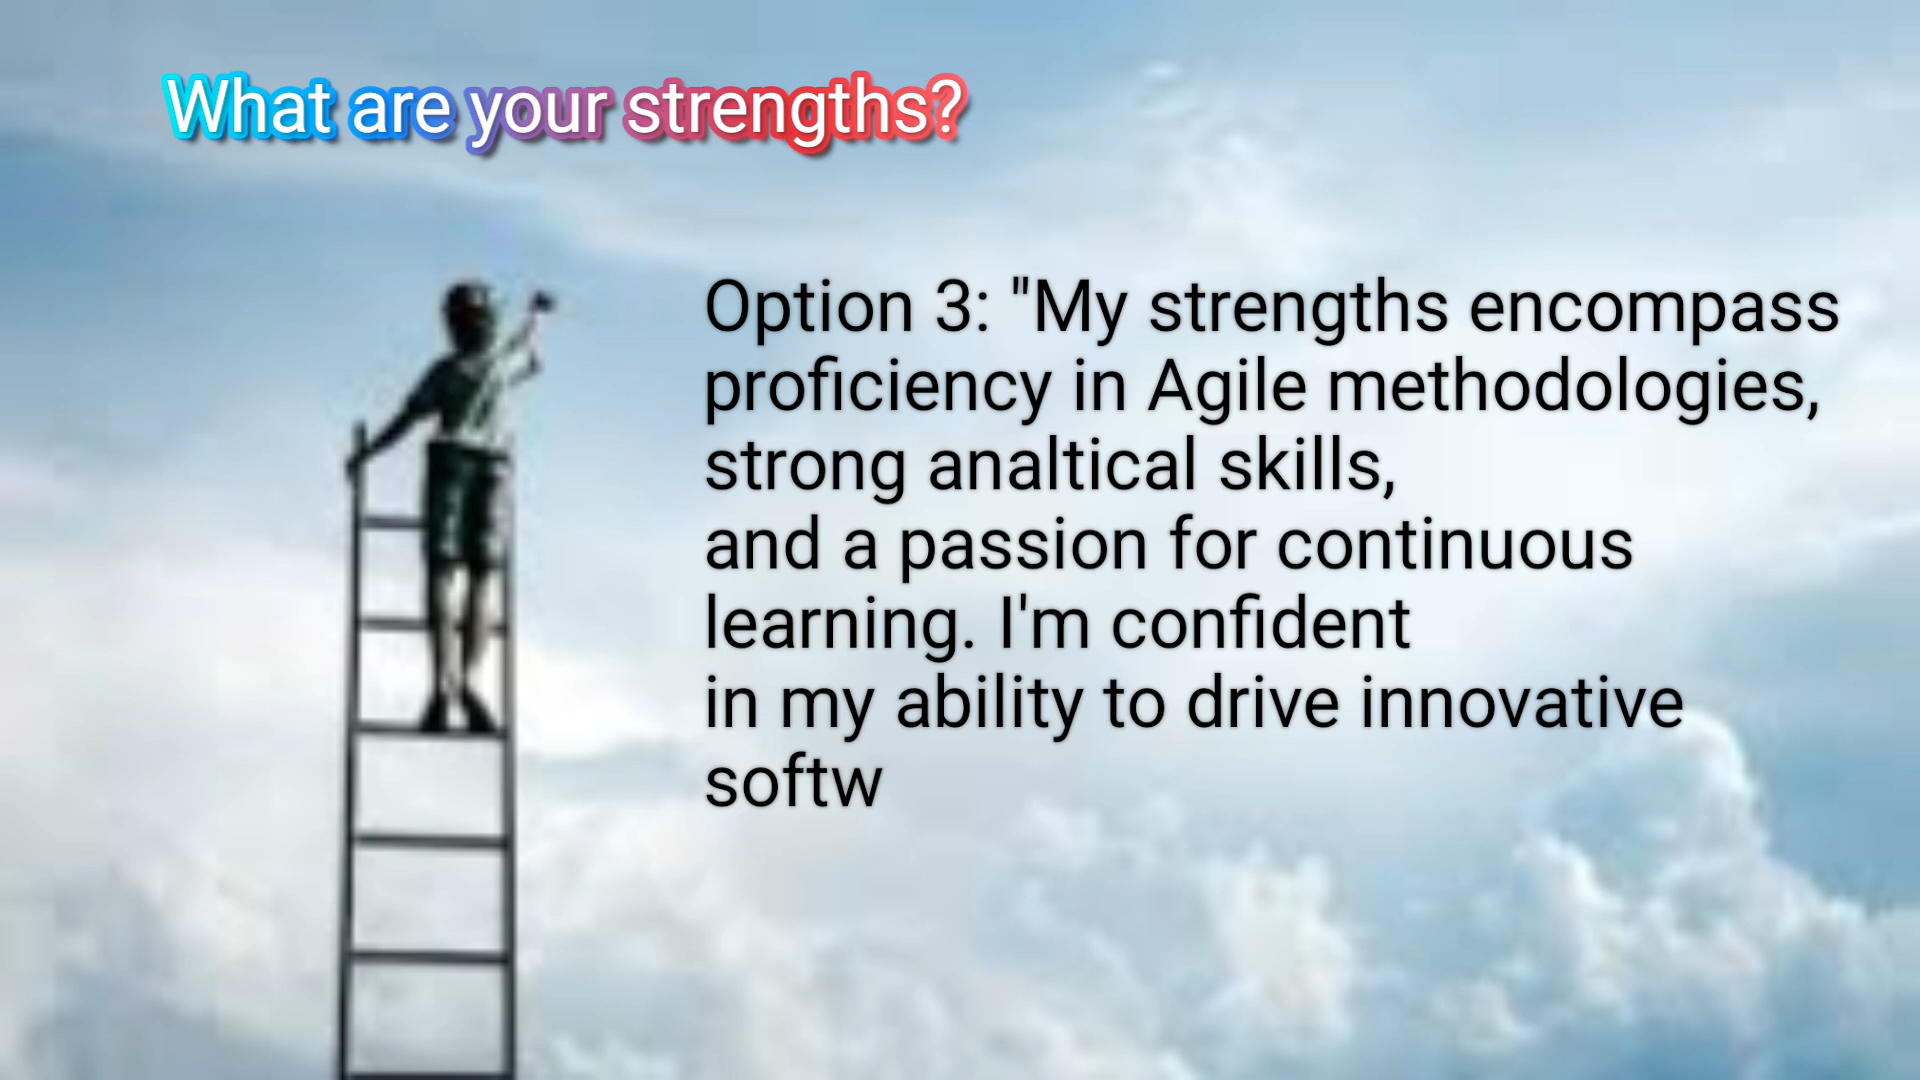 What are your strengths?
Option 3: "My strengths encompass
proficiency in Agile methodologies,
strong analtical skills,
and a passion for continuous
learning. I'm confident
in my ability to drive innovative
softw